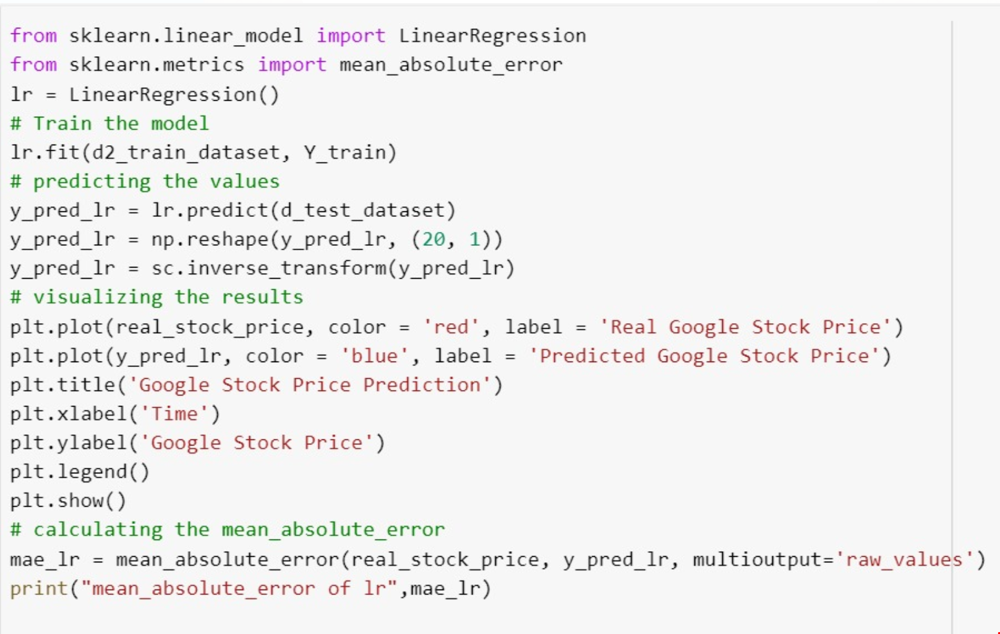 from sklearn.linear_model import LinearRegression
from sklearn.metrics import mean_absolute_error
lr = LinearRegression()
# Train the model
lr.fit(d2_train_dataset, Y_train)
# predicting the values
y_pred_lr = lr.predict(d_test_dataset)
y_pred_lr = np.reshape(y_pred_lr, (20, 1))
y_pred_lr = sc.inverse_transform(y_pred_lr)
# visualizing the results
plt.plot(real_stock_price, color = 'red', label = 'Real Google Stock Price')
plt.plot(y_pred_lr, color = 'blue', label = 'Predicted Google Stock Price')
plt.title('Google Stock Price Prediction')
plt.xlabel('Time')
plt.ylabel('Google Stock Price')
plt.legend()
plt.show()
# calculating the mean_absolute_error
mae_lr = mean_absolute_error(real_stock_price, y_pred_lr, multioutput='raw_values')
print("mean_absolute_error of lr",mae_lr)